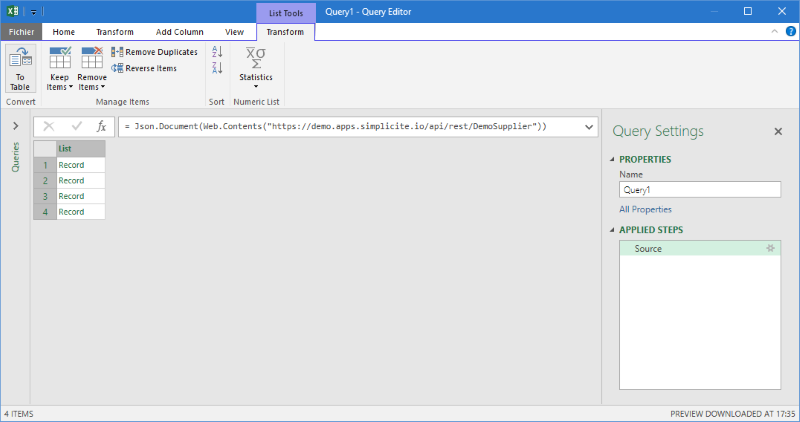 List Tools
Query1 - Query Editor
Fichier
Home
Transform
Add Column
View
Transform
To Table
Keep Items
Remove Items
Remove Duplicates
Reverse Items
A
Z
Z
A
X̄σ
Σ
Statistics
Convert
Manage Items
Sort
Numeric List
Queries
fx
= Json.Document(Web.Contents("https://demo.apps.simplicite.io/api/rest/DemoSupplier"))
List
1 Record
2 Record
3 Record
4 Record
Query Settings
PROPERTIES
Name
Query1
All Properties
APPLIED STEPS
Source
4 ITEMS
PREVIEW DOWNLOADED AT 17:35